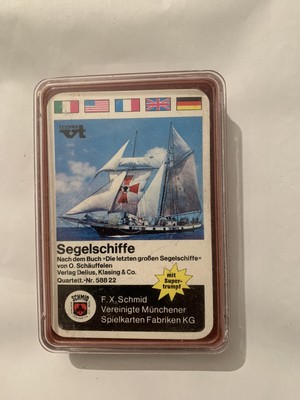 Segelschiffe
Nach dem Buch »Die letzten großen Segelschiffe«
von O. Schäuffelen
Verlag Delius, Klasing & Co.
Quartett.-Nr. 588 22
mit
Super-
trumpf
SCHMID
F.X. Schmid
Vereinigte Münchener
Spielkarten Fabriken KG